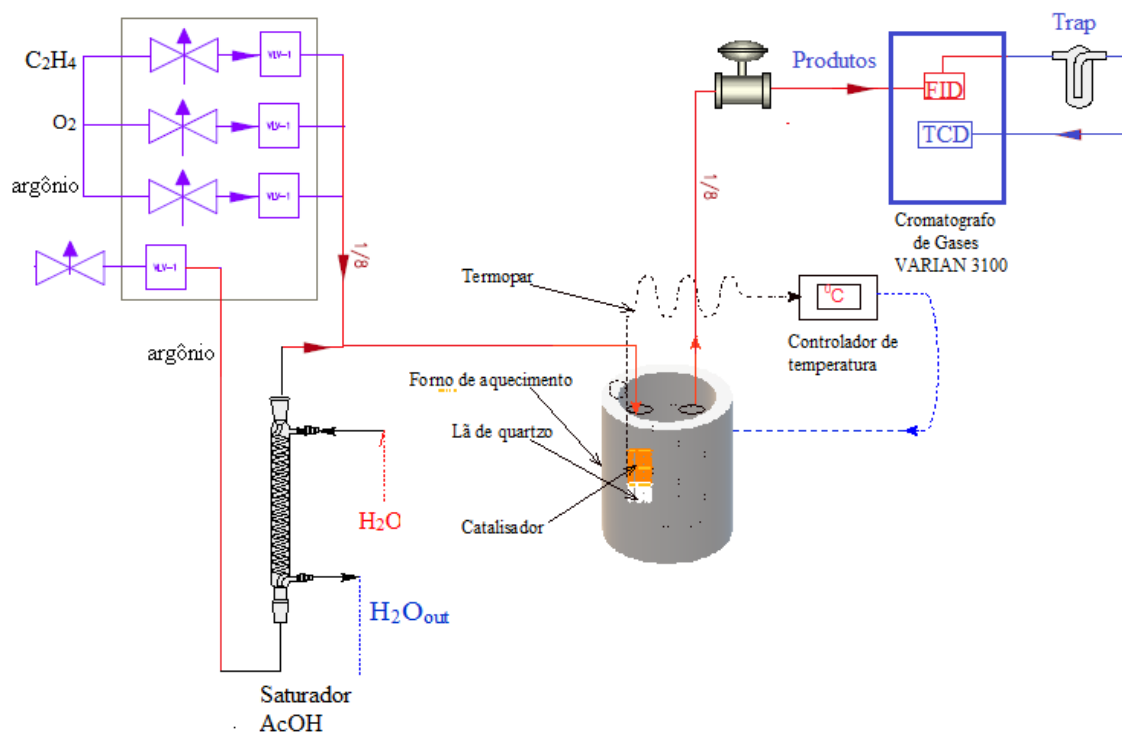 C2H4
VLV-1
O2
VLV-1
argônio
VLV-1
VLV-1
argônio
1/8
Saturador
AcOH
H2O
H2Oout
Termopar
Forno de aquecimento
Lã de quartzo
Catalisador
1/8
Produtos
FID
TCD
Trap
Cromatografo
de Gases
VARIAN 3100
0C
Controlador de
temperatura